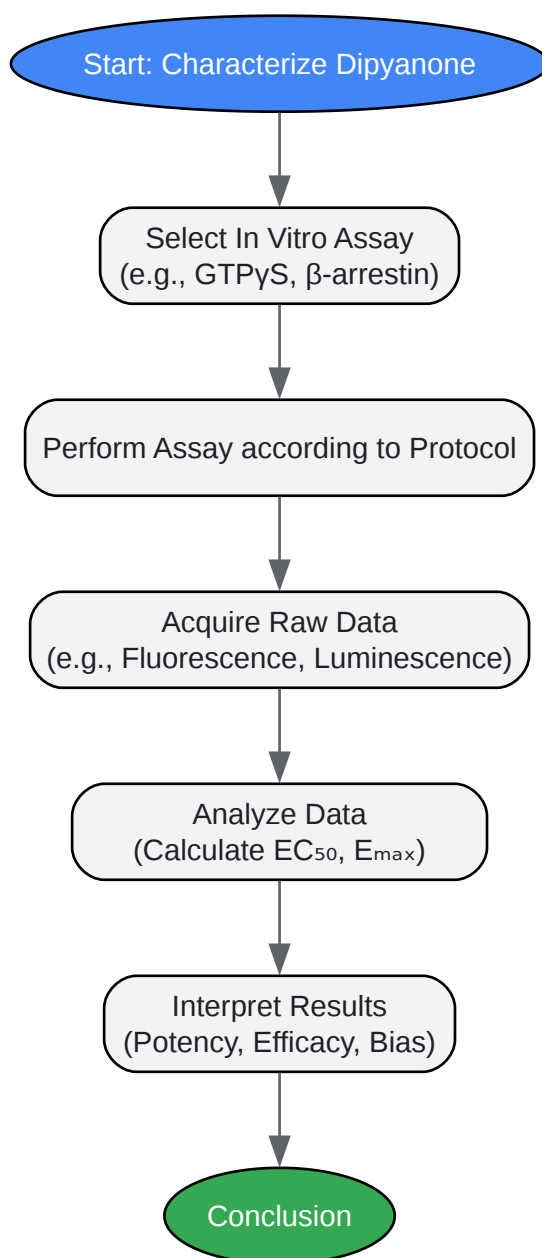 Start: Characterize Dipyanone
Select In Vitro Assay
(e.g., GTPγS, β-arrestin)
Perform Assay according to Protocol
Acquire Raw Data
(e.g., Fluorescence, Luminescence)
Analyze Data
(Calculate EC₅₀, Eₘₐₓ)
Interpret Results
(Potency, Efficacy, Bias)
Conclusion